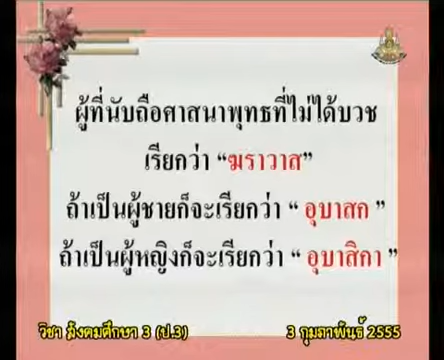 ผู้ที่นับถือศาสนาพุทธที่ไม่ได้บวช
เรียกว่า “ฆราวาส”
ถ้าเป็นผู้ชายก็จะเรียกว่า “ อุบาสก ”
ถ้าเป็นผู้หญิงก็จะเรียกว่า “ อุบาสิกา ”
วิชา สังคมศึกษา 3 (ป.3) 3 กุมภาพันธ์ 2555